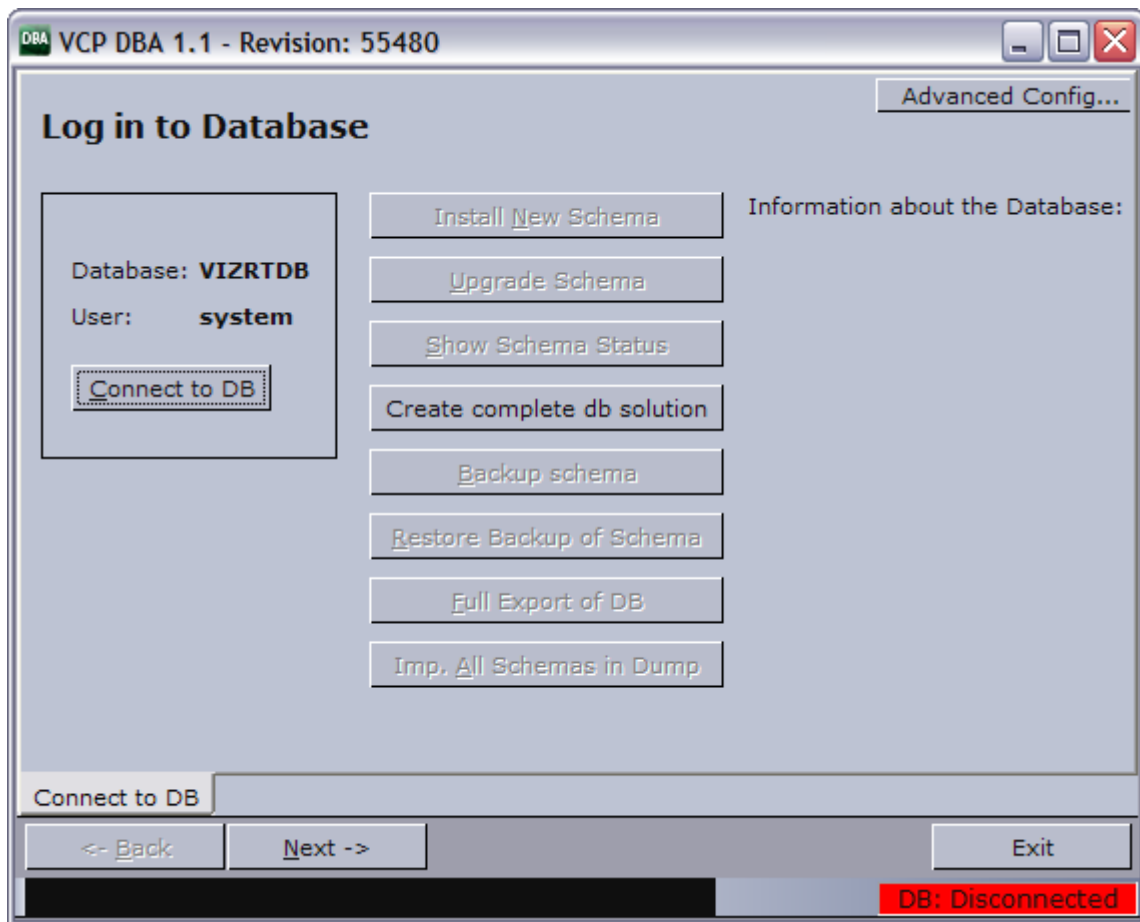 DBA VCP DBA 1.1 - Revision: 55480
Advanced Config...
Log in to Database
Database: VIZRTDB
User: system
Connect to DB
Install New Schema
Upgrade Schema
Show Schema Status
Create complete db solution
Backup schema
Restore Backup of Schema
Full Export of DB
Imp. All Schemas in Dump
Information about the Database:
Connect to DB
<- Back
Next ->
Exit
DB: Disconnected